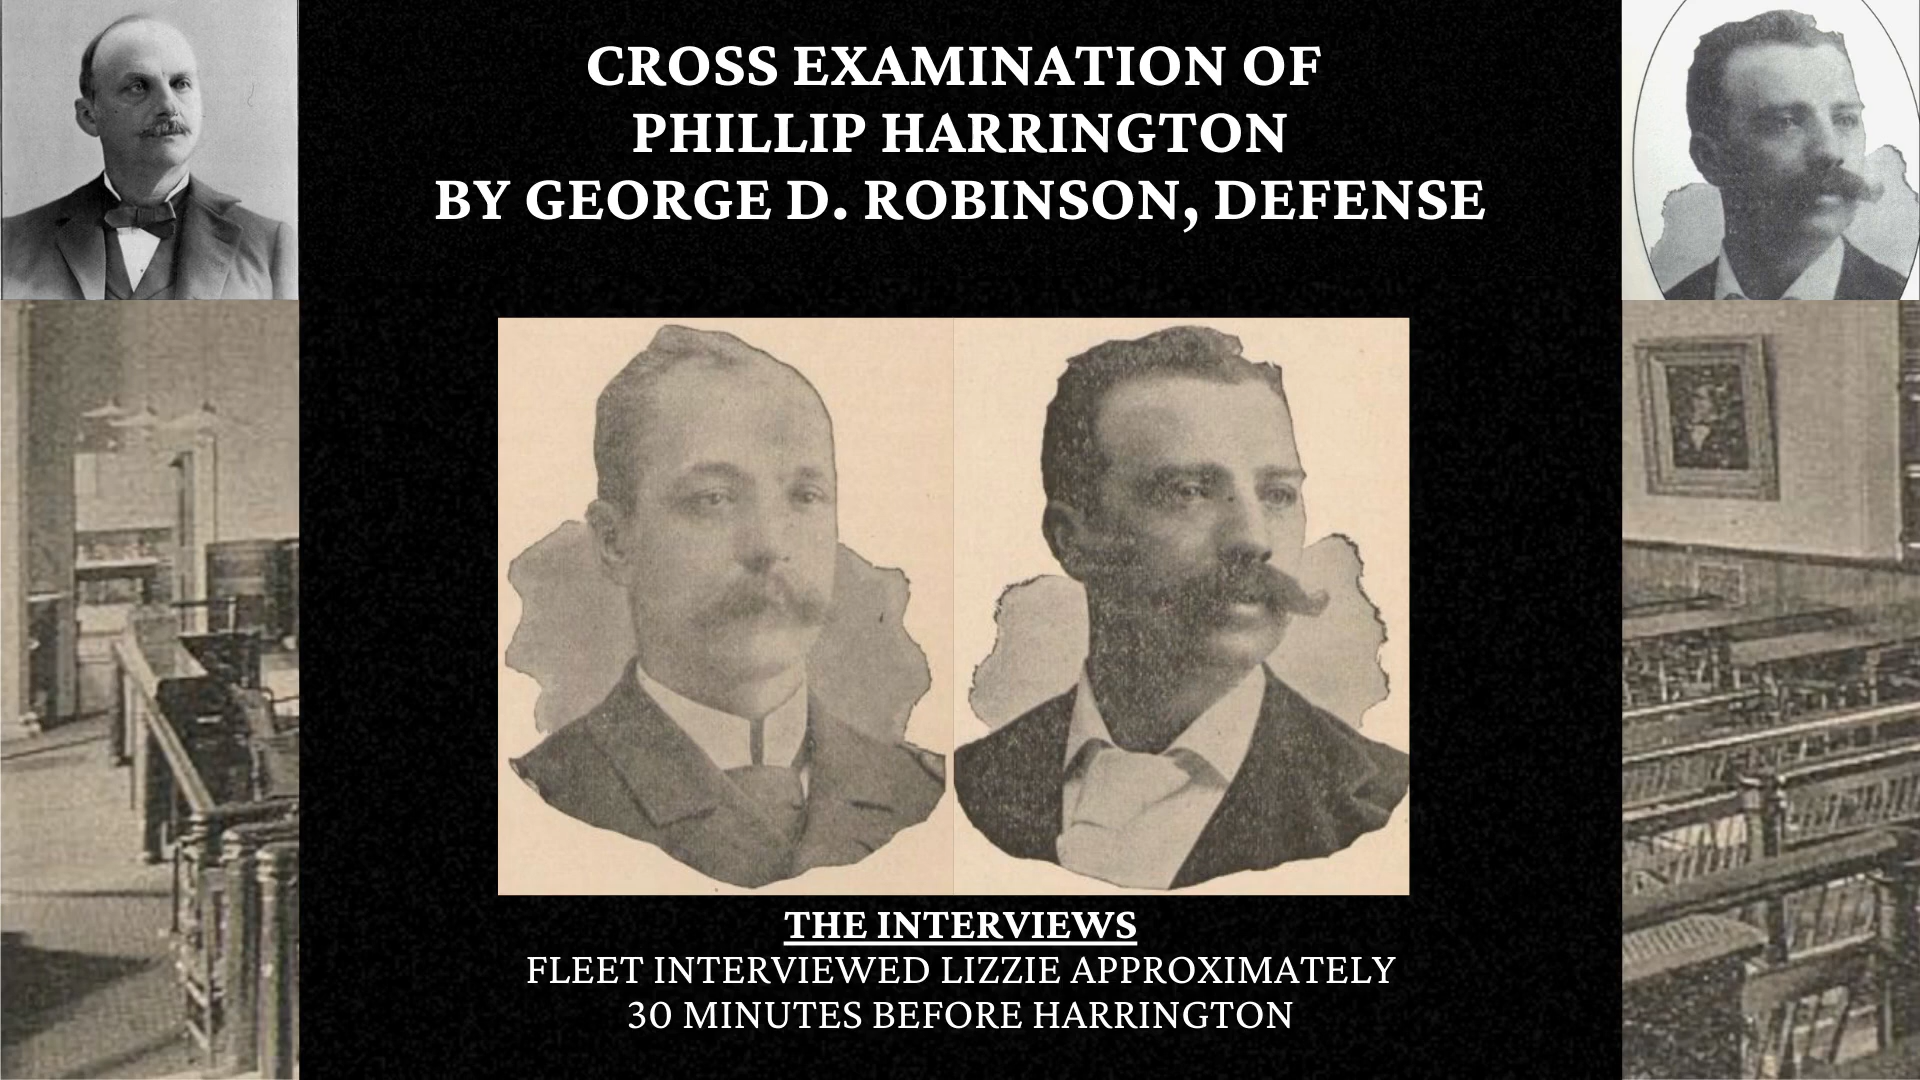 CROSS EXAMINATION OF
PHILLIP HARRINGTON
BY GEORGE D. ROBINSON, DEFENSE
THE INTERVIEWS
FLEET INTERVIEWED LIZZIE APPROXIMATELY
30 MINUTES BEFORE HARRINGTON